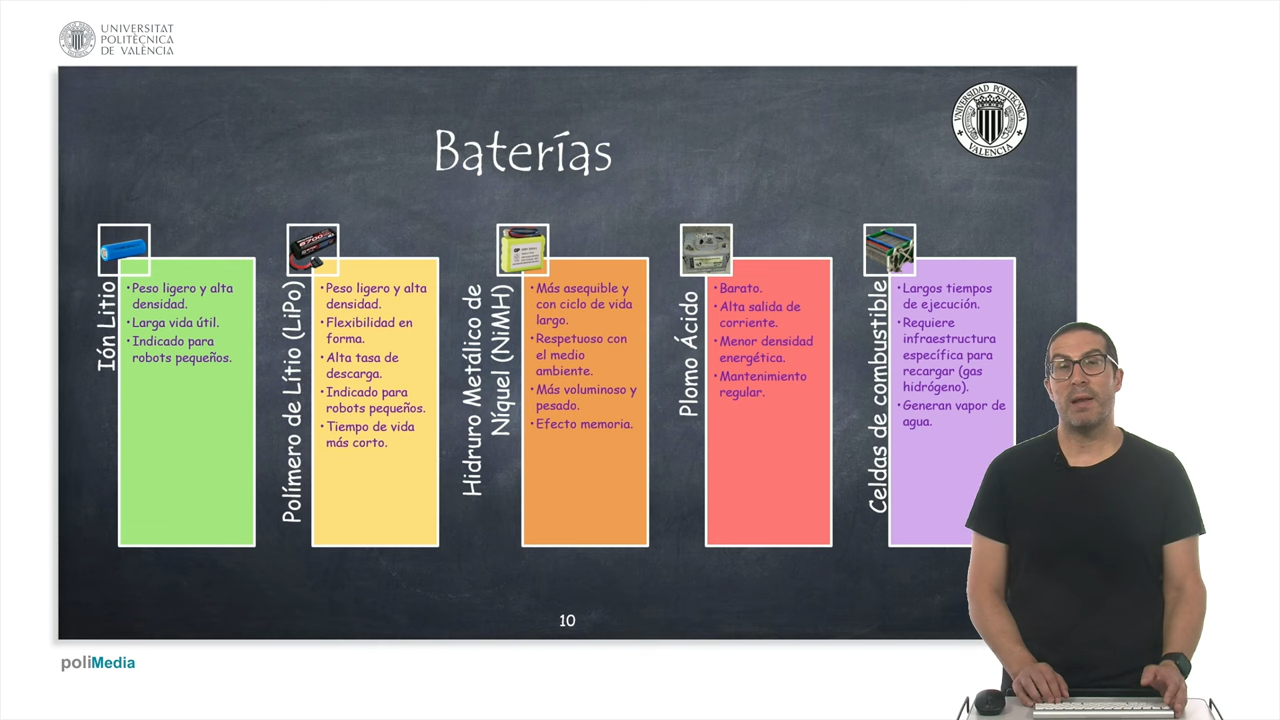 UNIVERSITAT
POLITÈCNICA
DE VALÈNCIA
UNIVERSIDAD POLITECNICA
VALENCIA
Baterías
Ión Litio
•Peso ligero y alta
densidad.
•Larga vida útil.
•Indicado para
robots pequeños.
Polímero de Lítio (LiPo)
•Peso ligero y alta
densidad.
•Flexibilidad en
forma.
•Alta tasa de
descarga.
•Indicado para
robots pequeños.
•Tiempo de vida
más corto.
Hidruro Metálico de
Níquel (NiMH)
•Más asequible y
con ciclo de vida
largo.
•Respetuoso con
el medio
ambiente.
•Más voluminoso y
pesado.
•Efecto memoria.
Plomo Ácido
•Barato.
•Alta salida de
corriente.
•Menor densidad
energética.
•Mantenimiento
regular.
Celdas de combustible
•Largos tiempos
de ejecución.
•Requiere
infraestructura
específica para
recargar (gas
hidrógeno).
•Generan vapor de
agua.
10
poliMedia